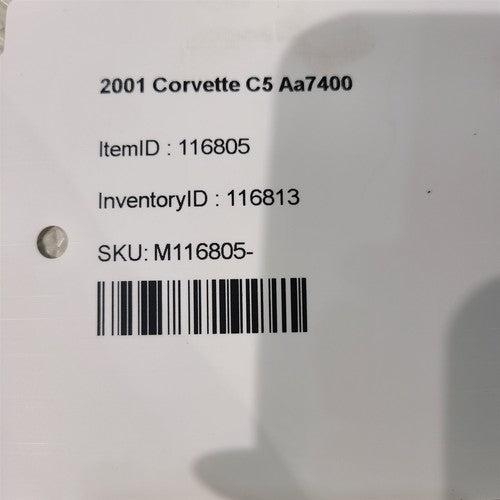 2001 Corvette C5 Aa7400
ItemID : 116805
InventoryID : 116813
SKU: M116805-